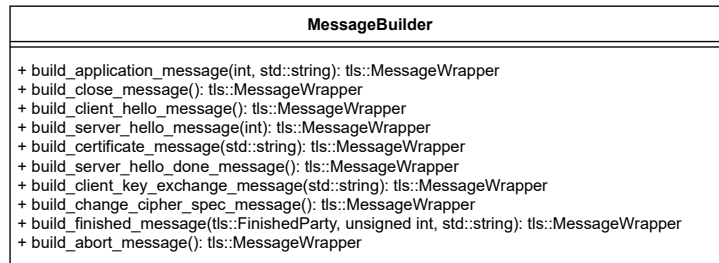 MessageBuilder
+ build_application_message(int, std::string): tls::MessageWrapper
+ build_close_message(): tls::MessageWrapper
+ build_client_hello_message(): tls::MessageWrapper
+ build_server_hello_message(int): tls::MessageWrapper
+ build_certificate_message(std::string): tls::MessageWrapper
+ build_server_hello_done_message(): tls::MessageWrapper
+ build_client_key_exchange_message(std::string): tls::MessageWrapper
+ build_change_cipher_spec_message(): tls::MessageWrapper
+ build_finished_message(tls::FinishedParty, unsigned int, std::string): tls::MessageWrapper
+ build_abort_message(): tls::MessageWrapper